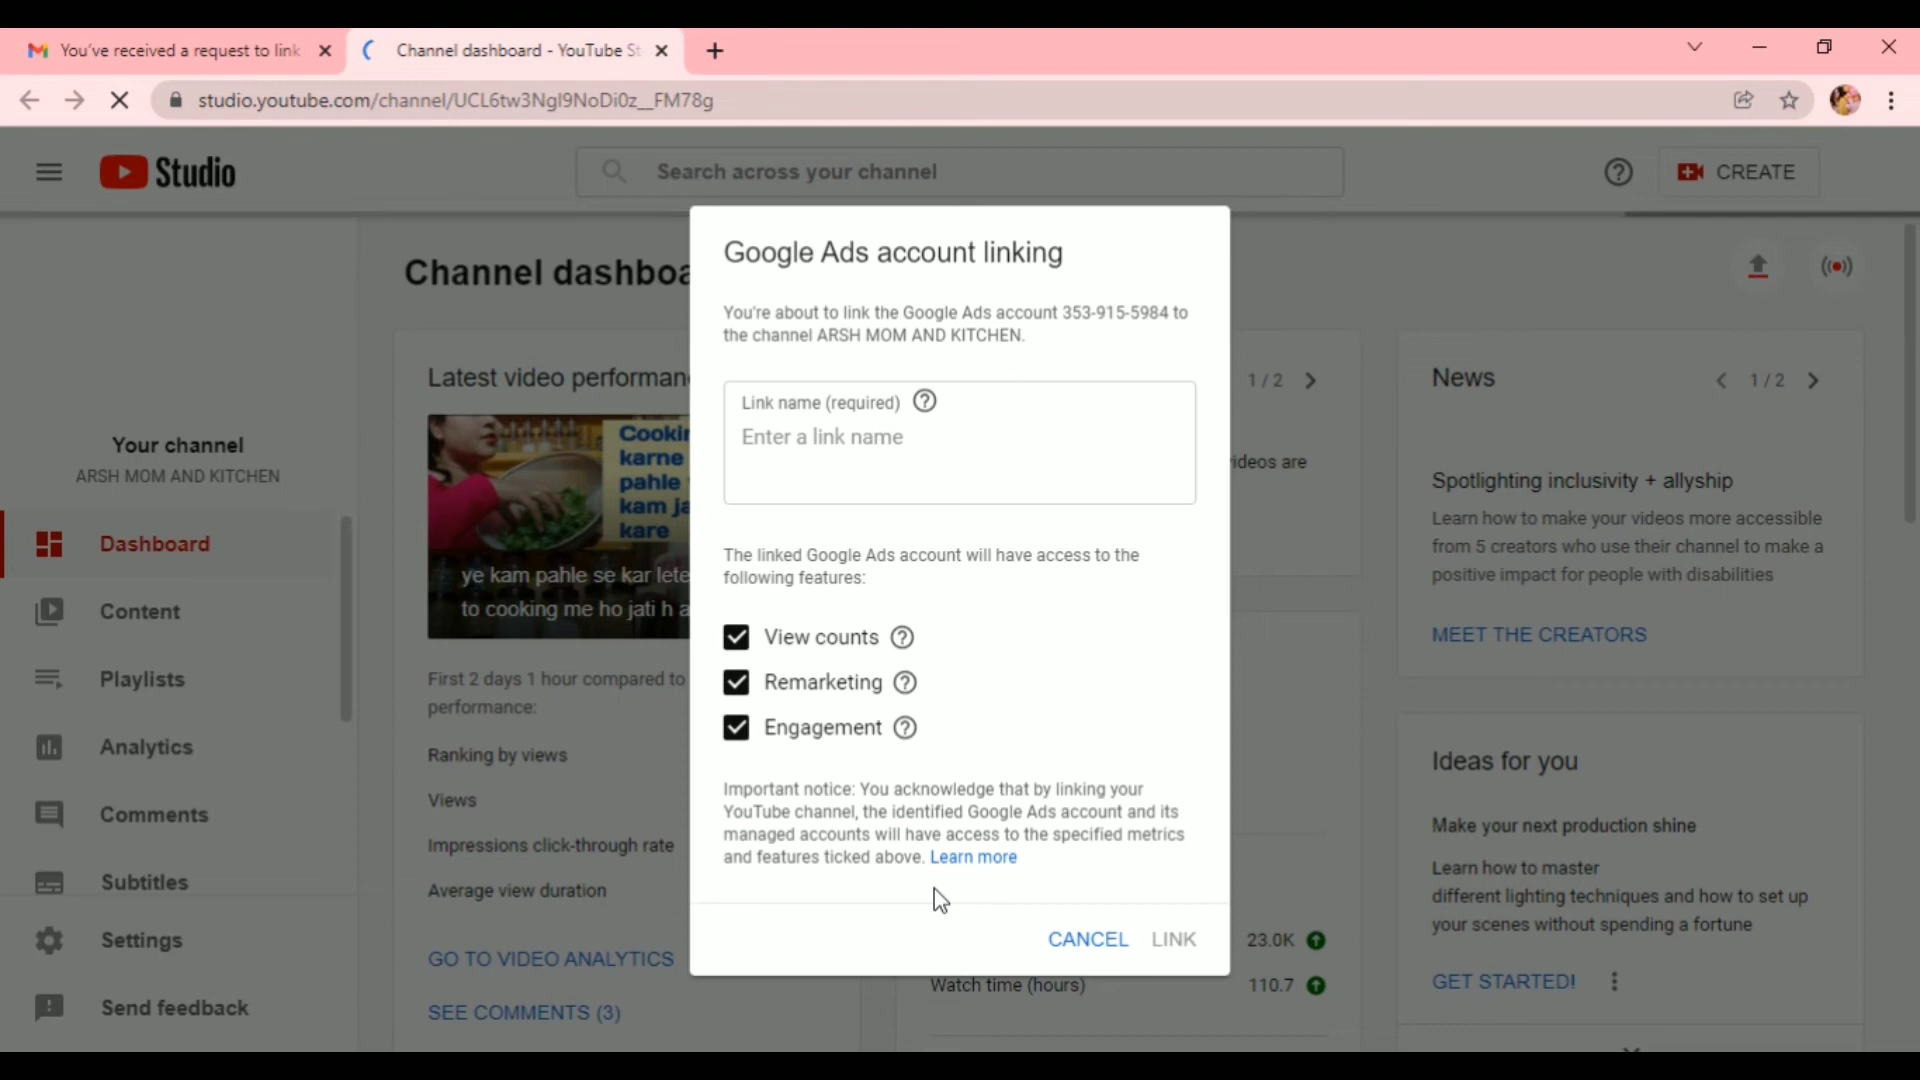 You've received a request to link
Channel dashboard - YouTube St
studio.youtube.com/channel/UCL6tw3Ngl9NoDi0z__FM78g
Studio
Search across your channel
CREATE
Your channel
ARSH MOM AND KITCHEN
Dashboard
Content
Playlists
Analytics
Comments
Subtitles
Settings
Send feedback
Channel dashboa
Latest video performan
Cookin
karne
pahle
kam ja
kare
ye kam pahle se kar lete
to cooking me ho jati h a
First 2 days 1 hour compared to
performance:
Ranking by views
Views
Impressions click-through rate
Average view duration
GO TO VIDEO ANALYTICS
SEE COMMENTS (3)
Google Ads account linking
You're about to link the Google Ads account 353-915-5984 to
the channel ARSH MOM AND KITCHEN.
Link name (required)
Enter a link name
The linked Google Ads account will have access to the
following features:
View counts
Remarketing
Engagement
Important notice: You acknowledge that by linking your
YouTube channel, the identified Google Ads account and its
managed accounts will have access to the specified metrics
and features ticked above. Learn more
CANCEL LINK
1 / 2
ideos are
23.0K
Watch time (hours) 110.7
News 1 / 2
Spotlighting inclusivity + allyship
Learn how to make your videos more accessible
from 5 creators who use their channel to make a
positive impact for people with disabilities
MEET THE CREATORS
Ideas for you
Make your next production shine
Learn how to master
different lighting techniques and how to set up
your scenes without spending a fortune
GET STARTED!